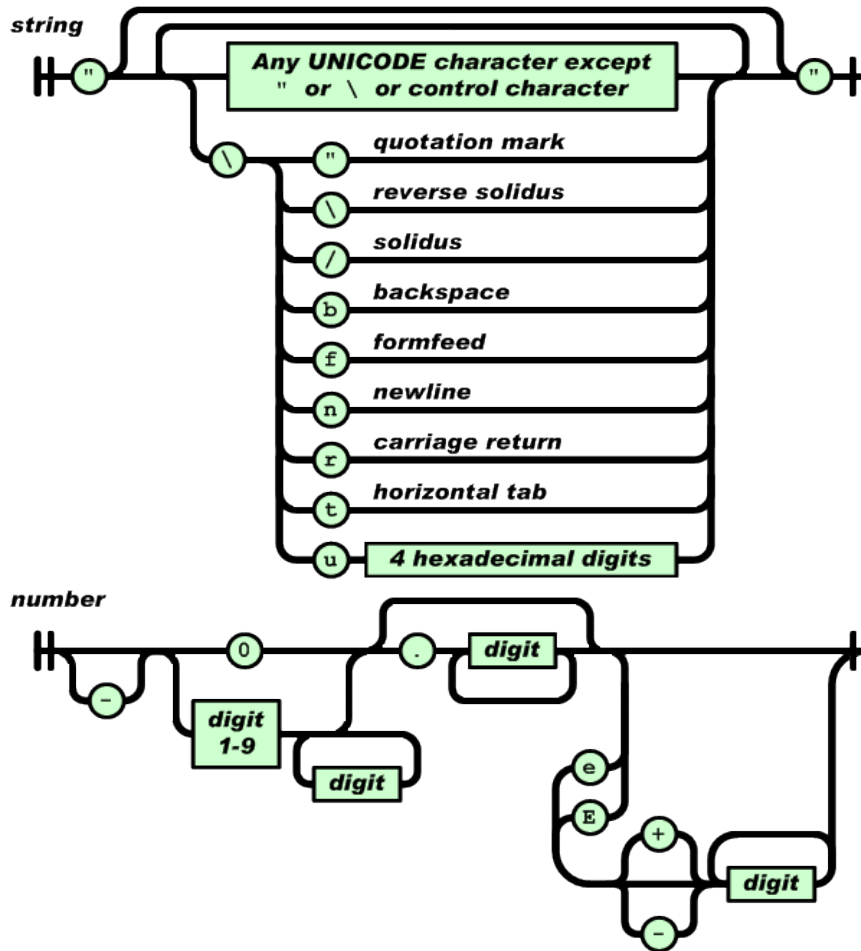 string
"
Any UNICODE character except
" or \ or control character
"
\
" quotation mark
\ reverse solidus
/ solidus
b backspace
f formfeed
n newline
r carriage return
t horizontal tab
u 4 hexadecimal digits
number
0
.
digit
-
digit
1-9
digit
e
E
+
digit
-